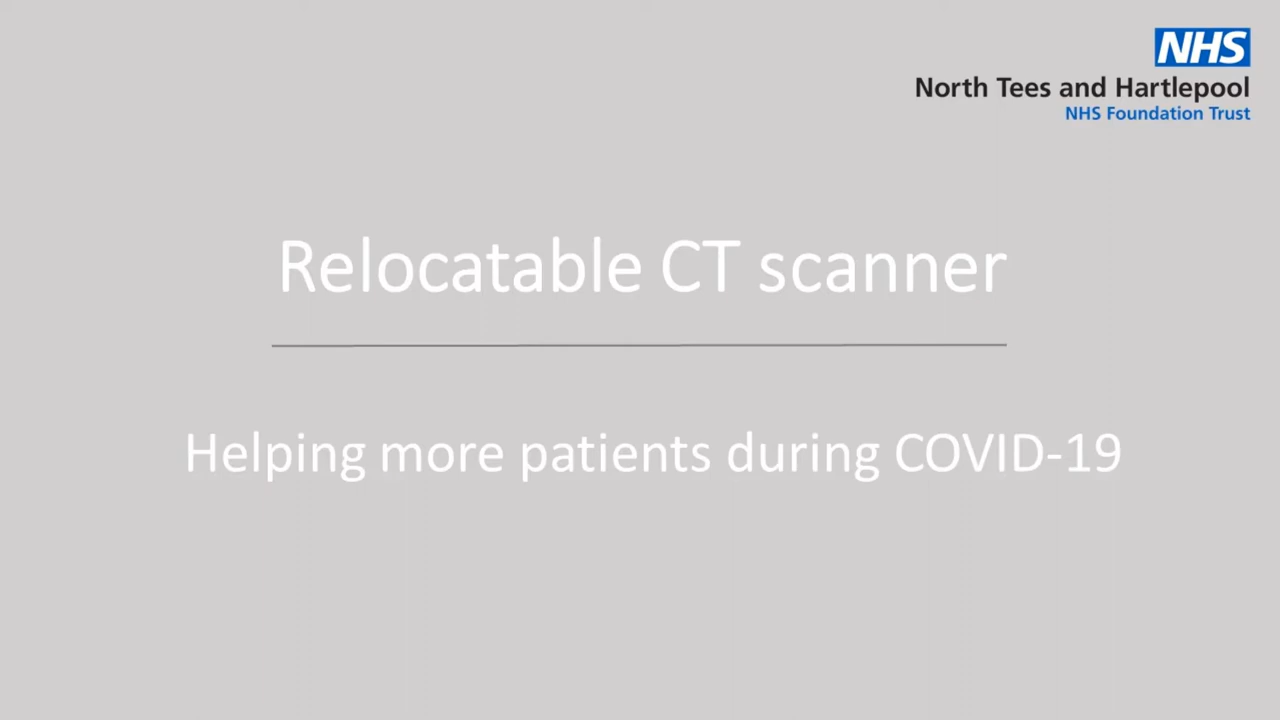 NHS
North Tees and Hartlepool
NHS Foundation Trust
Relocatable CT scanner
Helping more patients during COVID-19